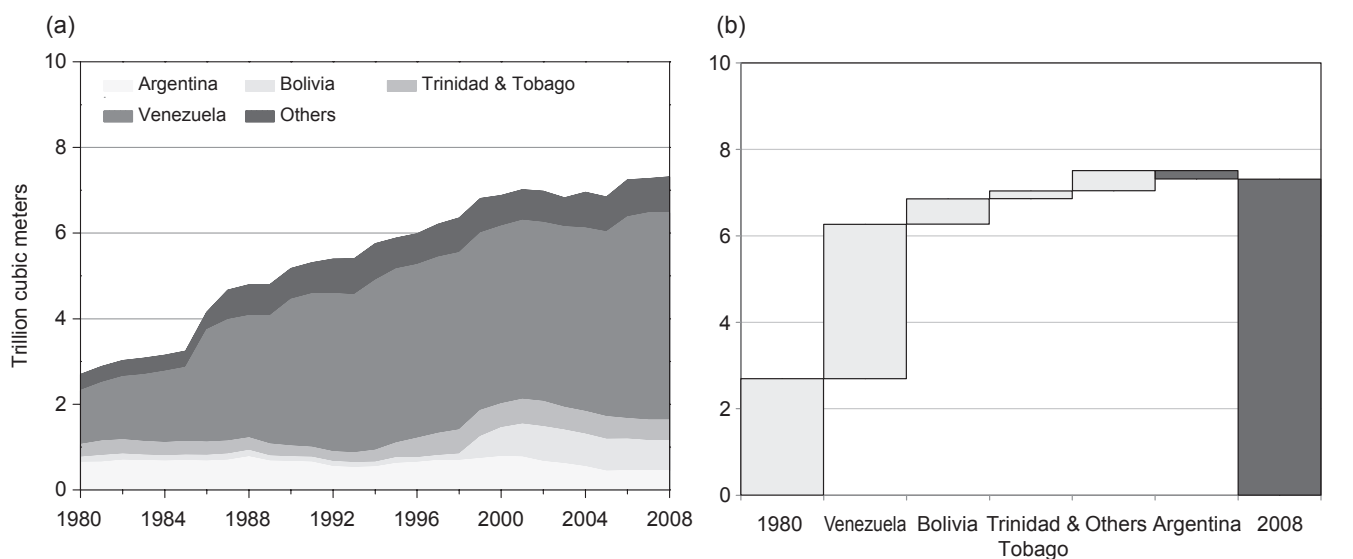 (a)
(b)
10
8
6
4
2
0
Trillion cubic meters
Argentina
Bolivia
Trinidad & Tobago
Venezuela
Others
1980 1984 1988 1992 1996 2000 2004 2008
10
8
6
4
2
0
1980 Venezuela Bolivia Trinidad & Others Argentina 2008
Tobago